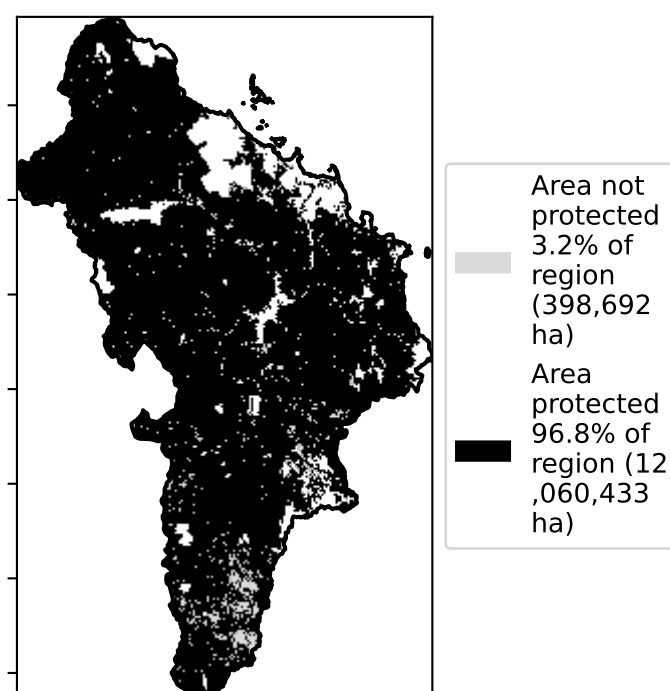 Area not
protected
3.2% of
region
(398,692
ha)
Area
protected
96.8% of
region (12
,060,433
ha)